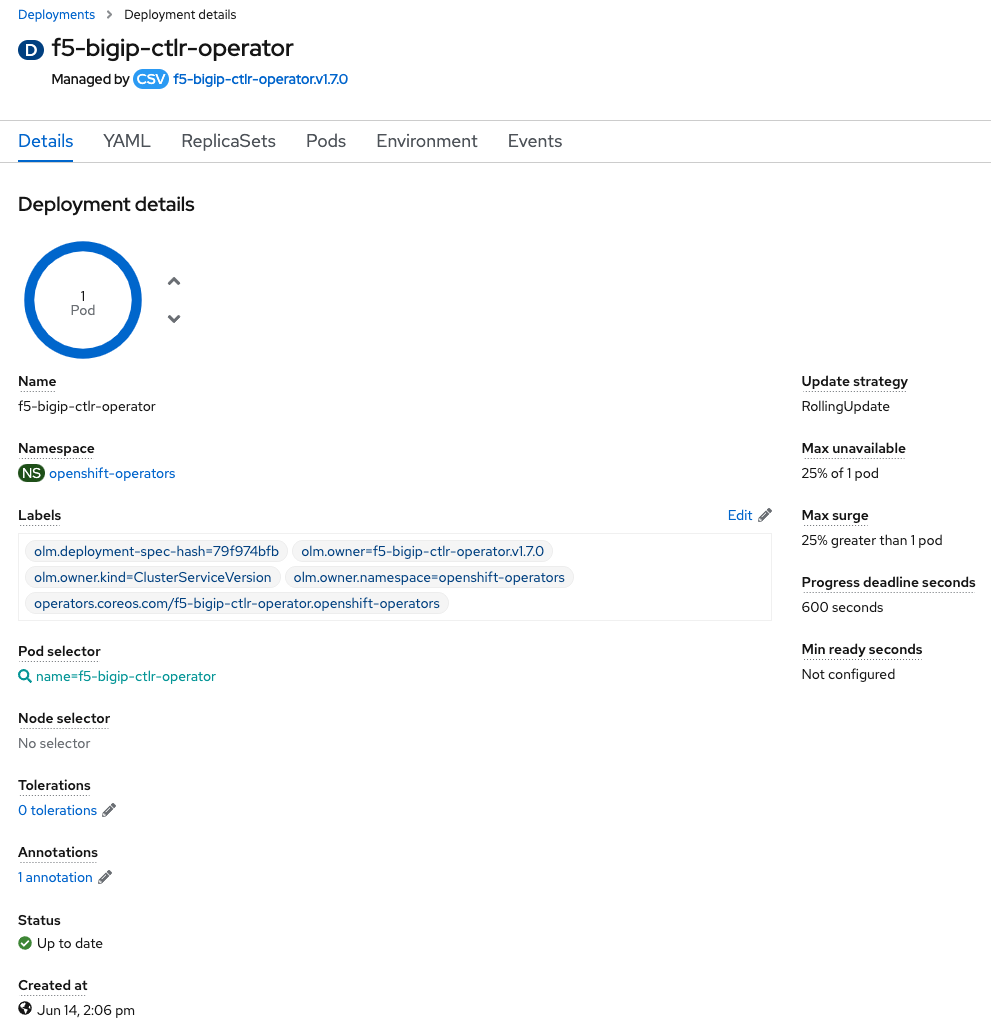 Deployments > Deployment details
D f5-bigip-ctlr-operator
Managed by CSV f5-bigip-ctlr-operator.v1.7.0
Details YAML ReplicaSets Pods Environment Events
Deployment details
1
Pod
Name
f5-bigip-ctlr-operator
Namespace
NS openshift-operators
Labels Edit
olm.deployment-spec-hash=79f974bfb olm.owner=f5-bigip-ctlr-operator.v1.7.0
olm.owner.kind=ClusterServiceVersion olm.owner.namespace=openshift-operators
operators.coreos.com/f5-bigip-ctlr-operator.openshift-operators
Pod selector
name=f5-bigip-ctlr-operator
Node selector
No selector
Tolerations
0 tolerations
Annotations
1 annotation
Status
Up to date
Created at
Jun 14, 2:06 pm
Update strategy
RollingUpdate
Max unavailable
25% of 1 pod
Max surge
25% greater than 1 pod
Progress deadline seconds
600 seconds
Min ready seconds
Not configured